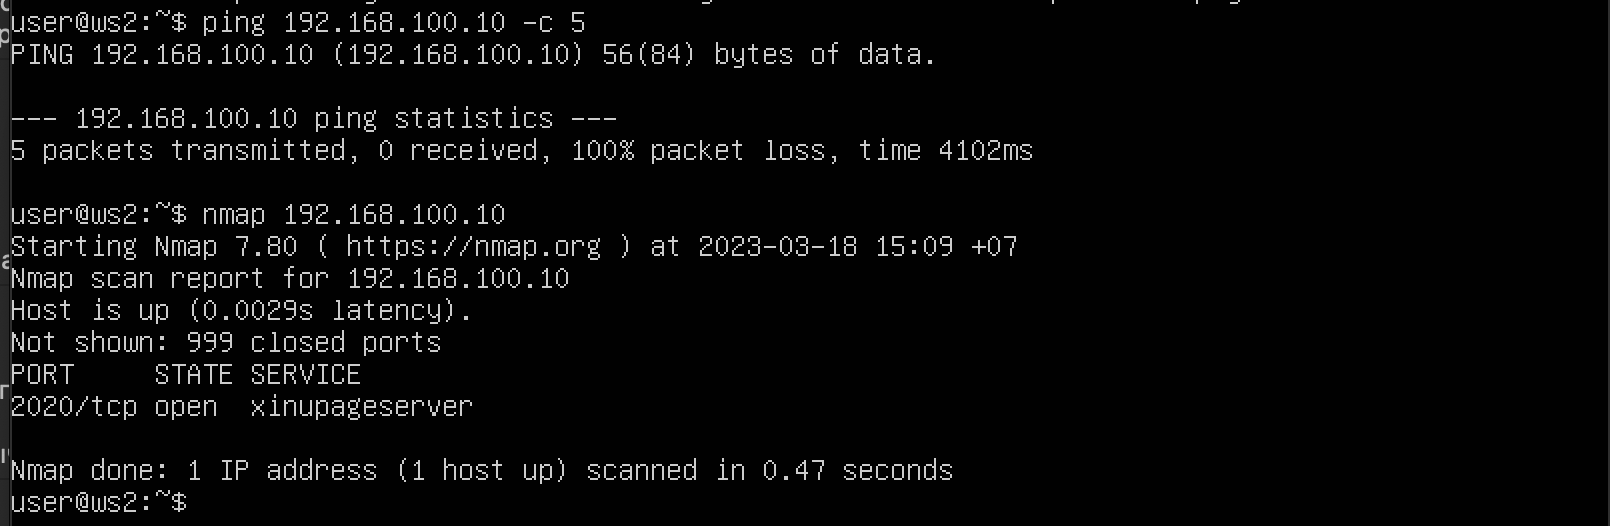 user@ws2:~$ ping 192.168.100.10 -c 5
PING 192.168.100.10 (192.168.100.10) 56(84) bytes of data.
--- 192.168.100.10 ping statistics ---
5 packets transmitted, 0 received, 100% packet loss, time 4102ms
user@ws2:~$ nmap 192.168.100.10
Starting Nmap 7.80 ( https://nmap.org ) at 2023-03-18 15:09 +07
Nmap scan report for 192.168.100.10
Host is up (0.0029s latency).
Not shown: 999 closed ports
PORT     STATE SERVICE
2020/tcp open  xinupageserver
Nmap done: 1 IP address (1 host up) scanned in 0.47 seconds
user@ws2:~$